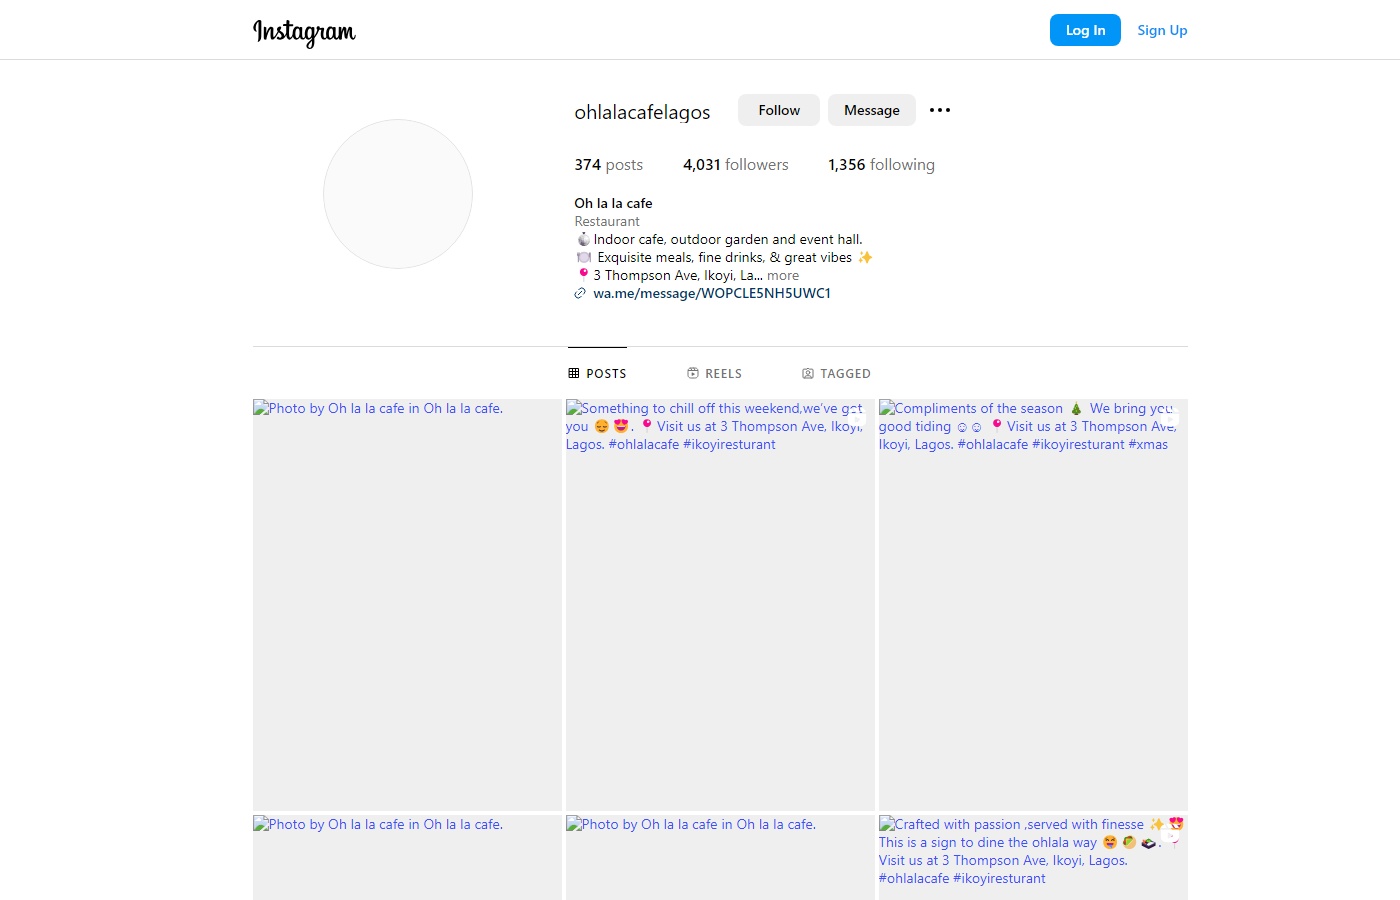 Instagram
Log In
Sign Up
ohlalacafelagos
Follow
Message
374 posts
4,031 followers
1,356 following
Oh la la cafe
Restaurant
Indoor cafe, outdoor garden and event hall.
🍽️ Exquisite meals, fine drinks, & great vibes ✨
📍3 Thompson Ave, Ikoyi, La... more
wa.me/message/WOPCLE5NH5UWC1
POSTS
REELS
TAGGED
Photo by Oh la la cafe in Oh la la cafe.
Something to chill off this weekend,we've got
you 😋😍. 📍Visit us at 3 Thompson Ave, Ikoyi,
Lagos. #ohlalacafe #ikoyiresturant
Compliments of the season 🎄 We bring you
good tiding ☺☺ 📍Visit us at 3 Thompson Ave,
Ikoyi, Lagos. #ohlalacafe #ikoyiresturant #xmas
Photo by Oh la la cafe in Oh la la cafe.
Photo by Oh la la cafe in Oh la la cafe.
Crafted with passion ,served with finesse ✨😍
This is a sign to dine the ohlala way 😝🥙🍱. 📍
Visit us at 3 Thompson Ave, Ikoyi, Lagos.
#ohlalacafe #ikoyiresturant